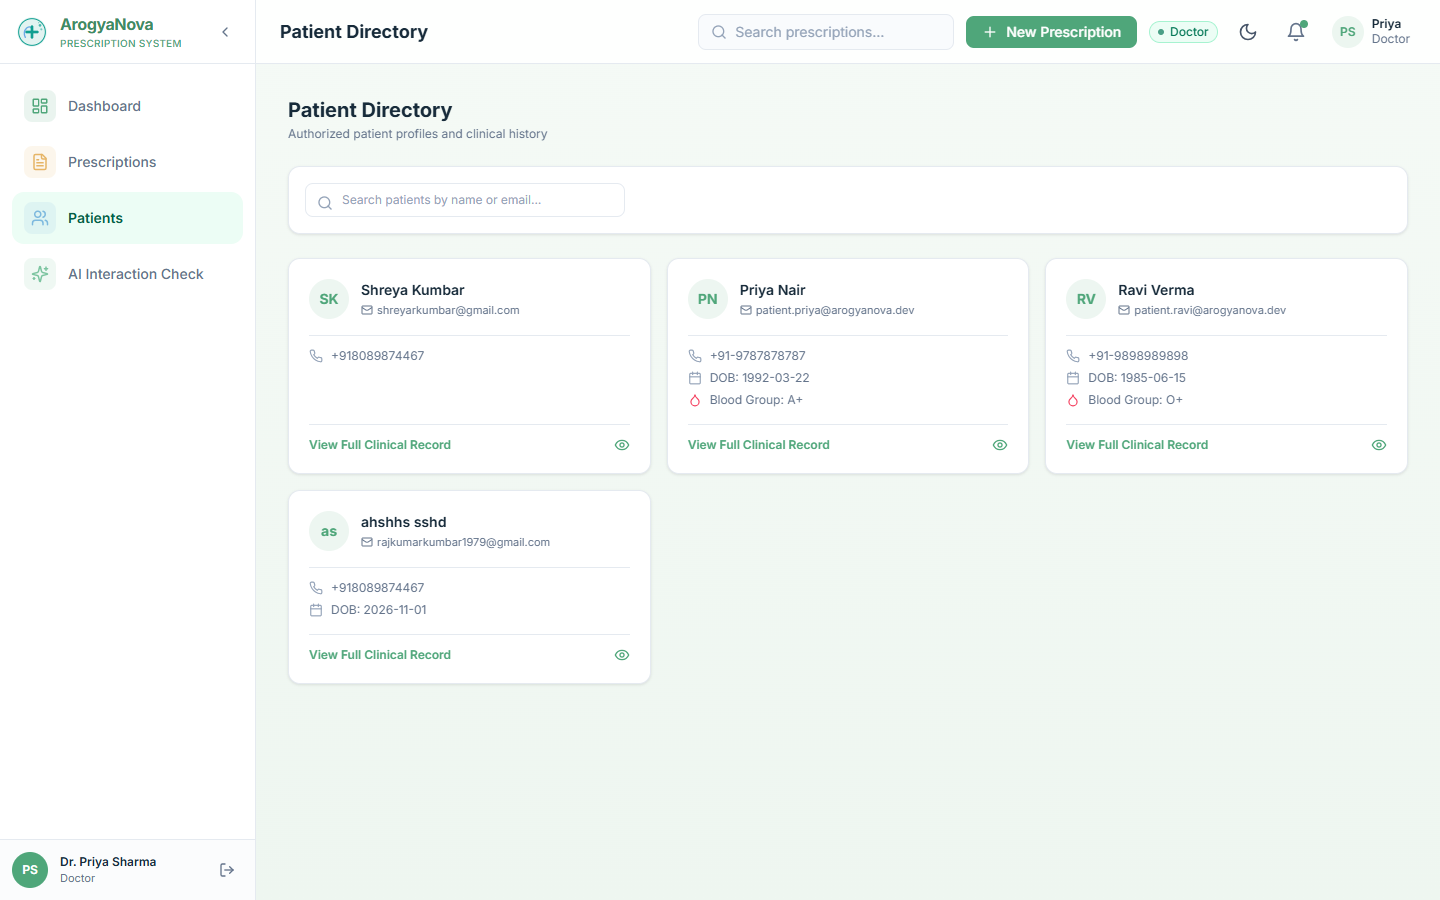 ArogyaNova
PRESCRIPTION SYSTEM
Dashboard
Prescriptions
Patients
AI Interaction Check
PS
Dr. Priya Sharma
Doctor
Patient Directory
Search prescriptions...
New Prescription
Doctor
PS
Priya
Doctor
Patient Directory
Authorized patient profiles and clinical history
Search patients by name or email...
SK
Shreya Kumbar
shreyarkumbar@gmail.com
+918089874467
View Full Clinical Record
PN
Priya Nair
patient.priya@arogyanova.dev
+91-9787878787
DOB: 1992-03-22
Blood Group: A+
View Full Clinical Record
RV
Ravi Verma
patient.ravi@arogyanova.dev
+91-9898989898
DOB: 1985-06-15
Blood Group: O+
View Full Clinical Record
as
ahshhs sshd
rajkumarkumbar1979@gmail.com
+918089874467
DOB: 2026-11-01
View Full Clinical Record